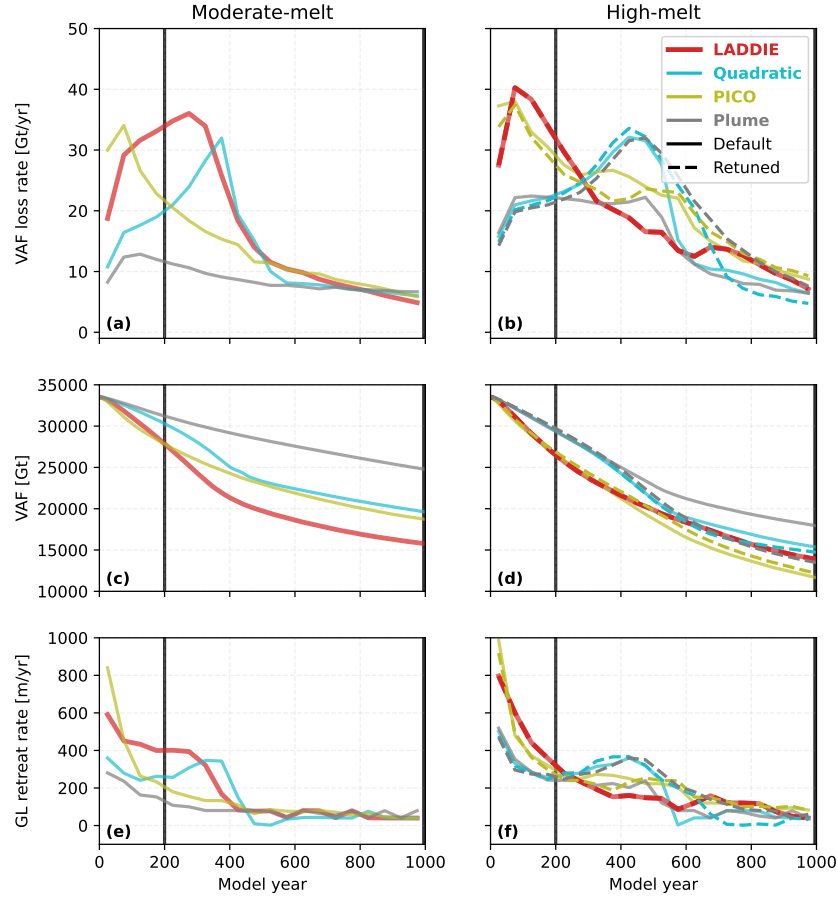 Moderate-melt
High-melt
VAF loss rate [Gt/yr]
50
40
30
20
10
0
(a)
(b)
LADDIE
Quadratic
PICO
Plume
Default
Retuned
VAF [Gt]
35000
30000
25000
20000
15000
10000
(c)
(d)
GL retreat rate [m/yr]
1000
800
600
400
200
0
(e)
(f)
0 200 400 600 800 1000
0 200 400 600 800 1000
Model year
Model year